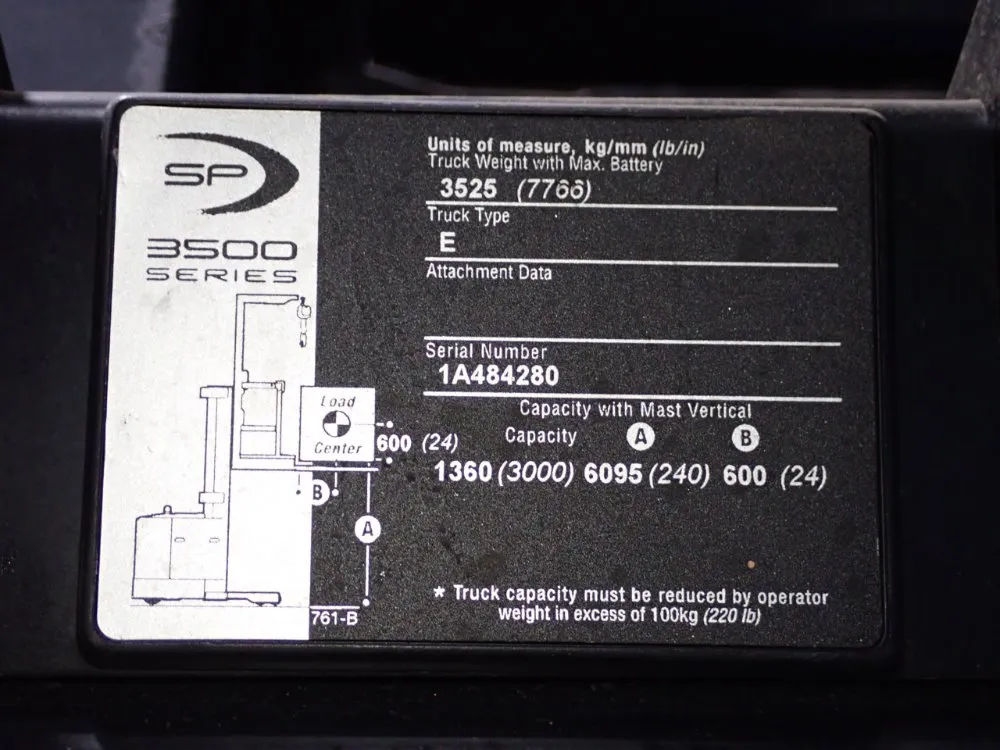 SP
3500
SERIES
Load
Center
600 (24)
B
A
761-B
Units of measure, kg/mm (lb/in)
Truck Weight with Max. Battery
3525 (7766)
Truck Type
E
Attachment Data
Serial Number
1A484280
Capacity with Mast Vertical
Capacity A B
1360 (3000) 6095 (240) 600 (24)
* Truck capacity must be reduced by operator
weight in excess of 100kg (220 lb)